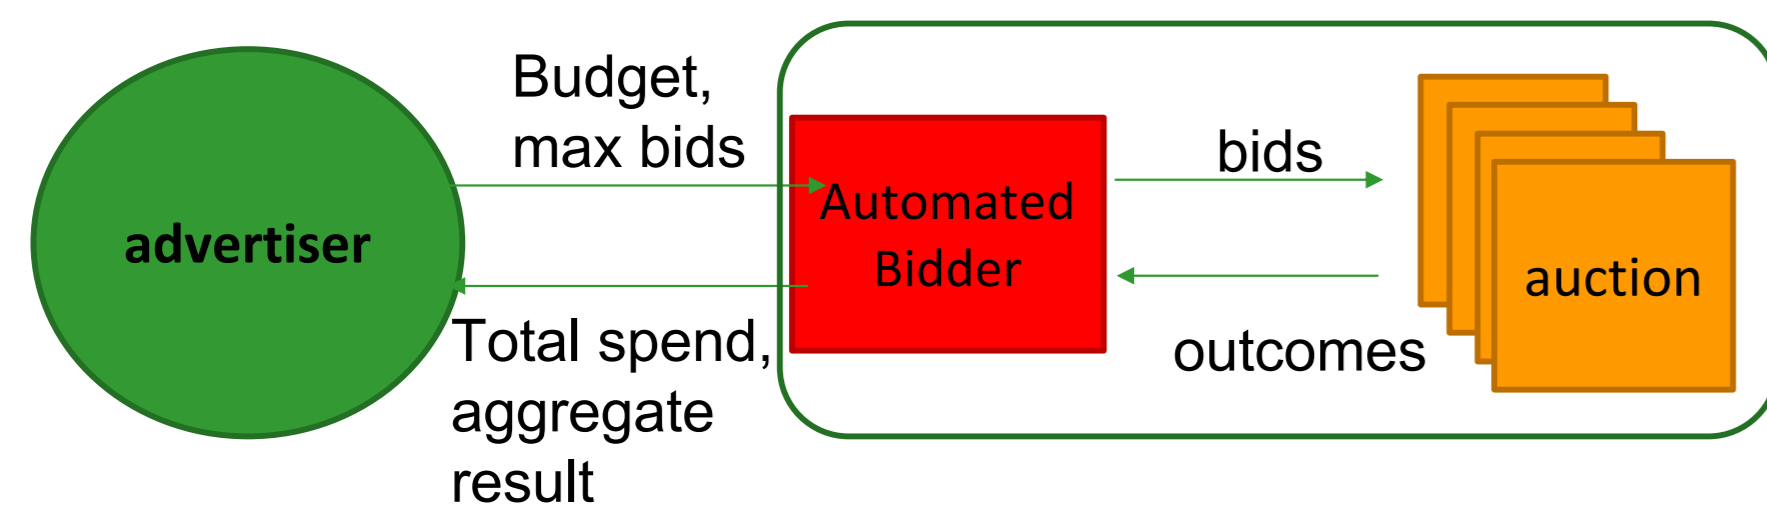 advertiser
Budget,
max bids
Total spend,
aggregate
result
Automated
Bidder
bids
outcomes
auction